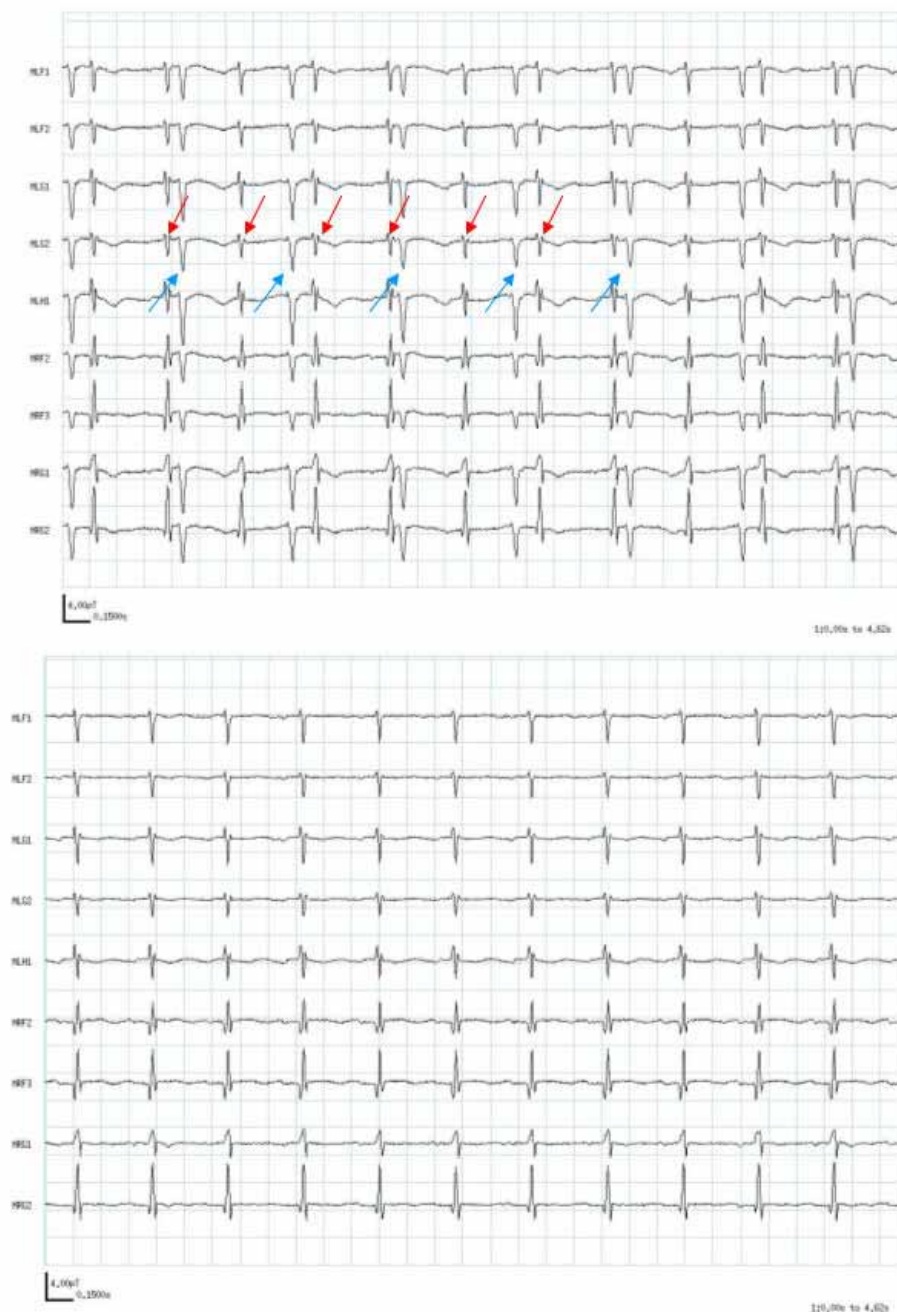 MLF1
MLF2
MLG1
MLG2
MLH1
MRF2
MRF3
MRG1
MRG2
4.00pT
0.1500s
1:0.00s to 4.62s
MLF1
MLF2
MLG1
MLG2
MLH1
MRF2
MRF3
MRG1
MRG2
4.00pT
0.1500s
1:0.00s to 4.62s